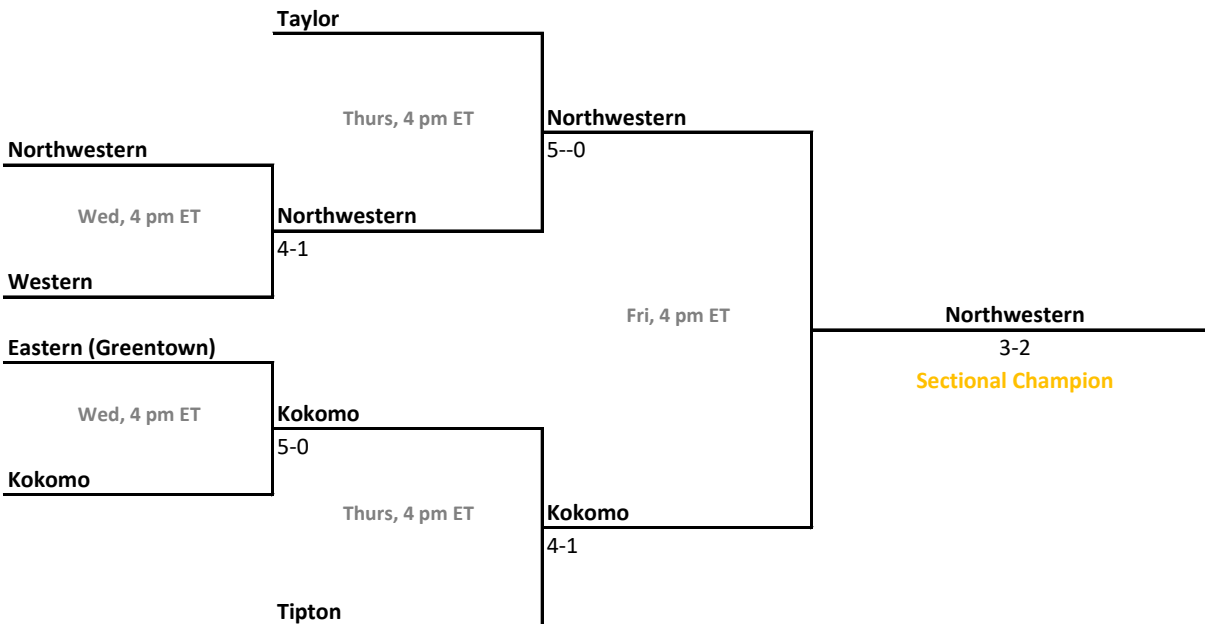 Taylor
Thurs, 4 pm ET
Northwestern
Northwestern
5--0
Wed, 4 pm ET
Northwestern
4-1
Western
Fri, 4 pm ET
Northwestern
Eastern (Greentown)
3-2
Sectional Champion
Wed, 4 pm ET
Kokomo
5-0
Kokomo
Thurs, 4 pm ET
Kokomo
4-1
Tipton